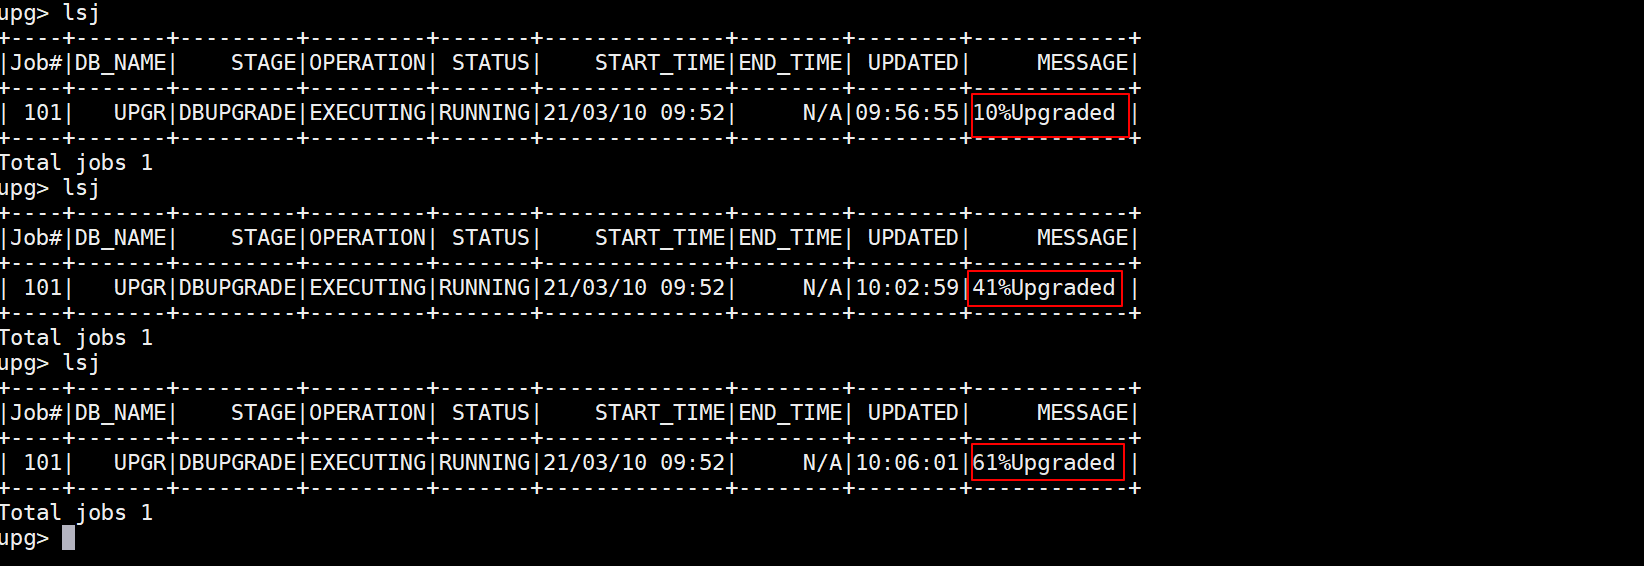 upg> lsj
+----+-------+---------+---------+-------+--------------+--------+--------+------------+
|Job#|DB_NAME|    STAGE|OPERATION| STATUS|    START_TIME|END_TIME| UPDATED|     MESSAGE|
+----+-------+---------+---------+-------+--------------+--------+--------+------------+
| 101|   UPGR|DBUPGRADE|EXECUTING|RUNNING|21/03/10 09:52|     N/A|09:56:55|10%Upgraded |
+----+-------+---------+---------+-------+--------------+--------+--------+------------+
Total jobs 1
upg> lsj
+----+-------+---------+---------+-------+--------------+--------+--------+------------+
|Job#|DB_NAME|    STAGE|OPERATION| STATUS|    START_TIME|END_TIME| UPDATED|     MESSAGE|
+----+-------+---------+---------+-------+--------------+--------+--------+------------+
| 101|   UPGR|DBUPGRADE|EXECUTING|RUNNING|21/03/10 09:52|     N/A|10:02:59|41%Upgraded |
+----+-------+---------+---------+-------+--------------+--------+--------+------------+
Total jobs 1
upg> lsj
+----+-------+---------+---------+-------+--------------+--------+--------+------------+
|Job#|DB_NAME|    STAGE|OPERATION| STATUS|    START_TIME|END_TIME| UPDATED|     MESSAGE|
+----+-------+---------+---------+-------+--------------+--------+--------+------------+
| 101|   UPGR|DBUPGRADE|EXECUTING|RUNNING|21/03/10 09:52|     N/A|10:06:01|61%Upgraded |
+----+-------+---------+---------+-------+--------------+--------+--------+------------+
Total jobs 1
upg>